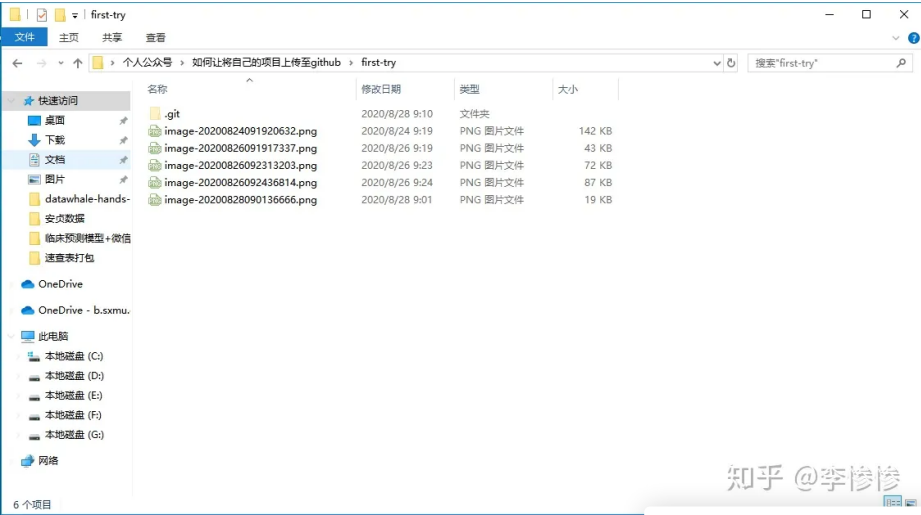 first-try
文件 主页 共享 查看
个人公众号 › 如何让将自己的项目上传至github › first-try 搜索"first-try"
名称 修改日期 类型 大小
快速访问
桌面
下载
文档
图片
datawhale-hands-
安贞数据
临床预测模型+微信
速查表打包
OneDrive
OneDrive - b.sxmu.
此电脑
本地磁盘 (C:)
本地磁盘 (D:)
本地磁盘 (E:)
本地磁盘 (F:)
本地磁盘 (G:)
网络
.git 2020/8/28 9:10 文件夹
image-20200824091920632.png 2020/8/24 9:19 PNG 图片文件 142 KB
image-20200826091917337.png 2020/8/26 9:19 PNG 图片文件 43 KB
image-20200826092313203.png 2020/8/26 9:23 PNG 图片文件 72 KB
image-20200826092436814.png 2020/8/26 9:24 PNG 图片文件 87 KB
image-20200828090136666.png 2020/8/28 9:01 PNG 图片文件 19 KB
6 个项目
知乎 @李惨惨